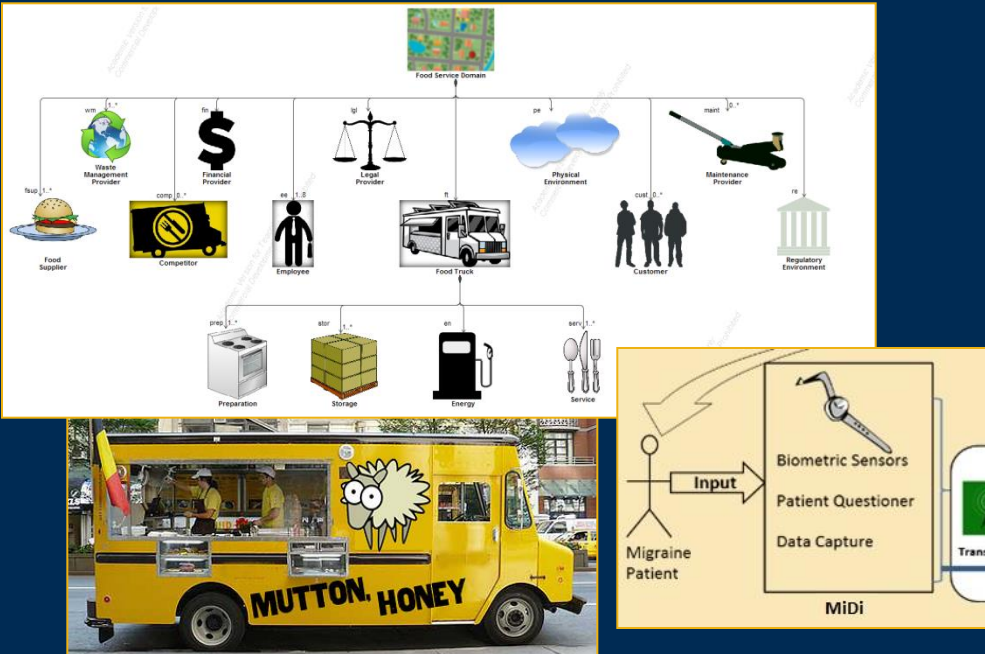 Food Service Domain
wm 1..*
fin
lgl
pe
maint 0..*
Waste
Management
Provider
Financial
Provider
Legal
Provider
Physical
Environment
Maintenance
Provider
fsup 1..*
comp 0..*
ee
ft
cust 0..*
re
Food
Supplier
Competitor
Employee
Food Truck
Customer
Regulatory
Environment
prep 1..*
stor 1..*
en
serv 1..*
Preparation
Storage
Energy
Service
MUTTON, HONEY
Input
Migraine
Patient
Biometric Sensors
Patient Questioner
Data Capture
MiDi